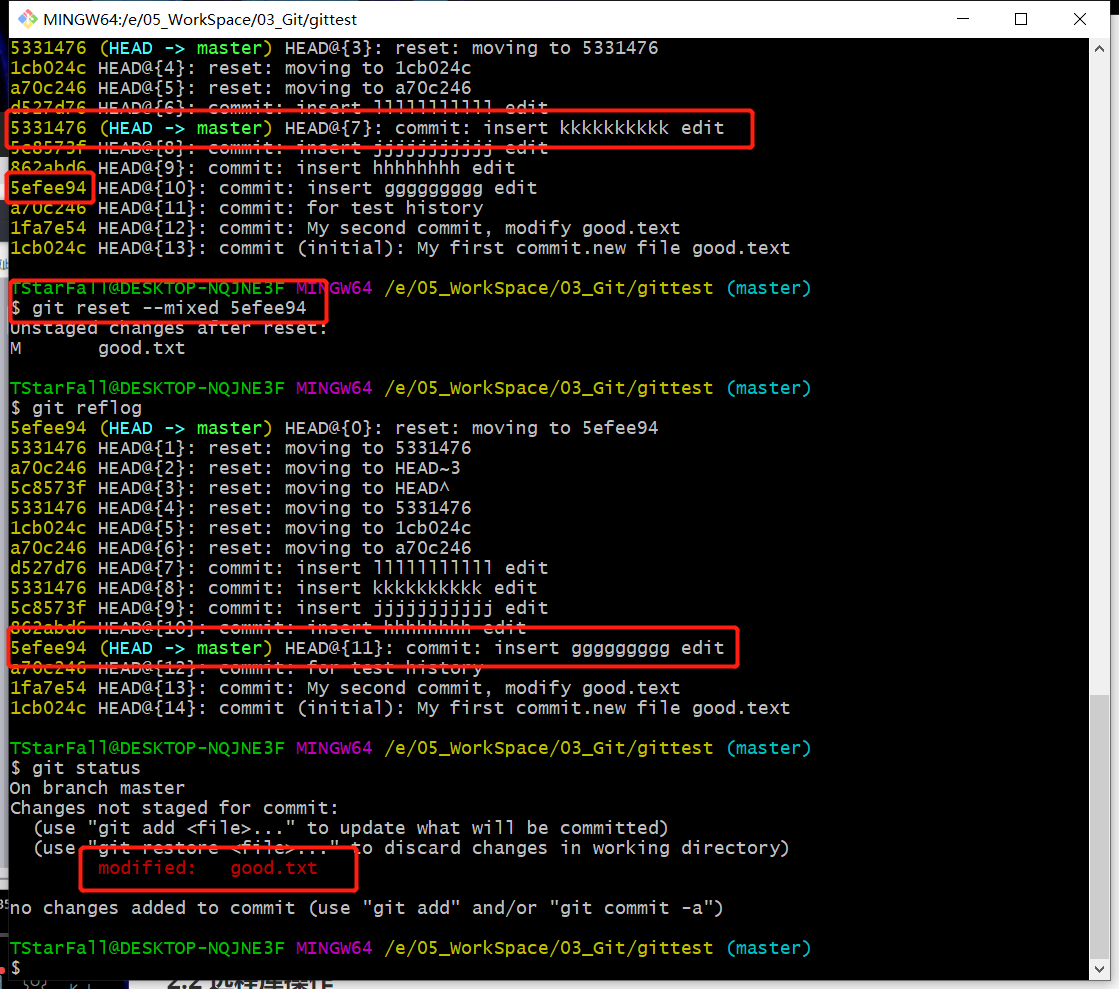 MINGW64:/e/05_WorkSpace/03_Git/gittest
5331476 (HEAD -> master) HEAD@{3}: reset: moving to 5331476
1cb024c HEAD@{4}: reset: moving to 1cb024c
a70c246 HEAD@{5}: reset: moving to a70c246
d527d76 HEAD@{6}: commit: insert lllllllllll edit
5331476 (HEAD -> master) HEAD@{7}: commit: insert kkkkkkkkkk edit
5c8573f HEAD@{8}: commit: insert jjjjjjjjjjj edit
862abd6 HEAD@{9}: commit: insert hhhhhhhh edit
5efee94 HEAD@{10}: commit: insert ggggggggg edit
a70c246 HEAD@{11}: commit: for test history
1fa7e54 HEAD@{12}: commit: My second commit, modify good.text
1cb024c HEAD@{13}: commit (initial): My first commit.new file good.text
TStarFall@DESKTOP-NQJNE3F MINGW64 /e/05_WorkSpace/03_Git/gittest (master)
$ git reset --mixed 5efee94
Unstaged changes after reset:
M good.txt
TStarFall@DESKTOP-NQJNE3F MINGW64 /e/05_WorkSpace/03_Git/gittest (master)
$ git reflog
5efee94 (HEAD -> master) HEAD@{0}: reset: moving to 5efee94
5331476 HEAD@{1}: reset: moving to 5331476
a70c246 HEAD@{2}: reset: moving to HEAD~3
5c8573f HEAD@{3}: reset: moving to HEAD^
5331476 HEAD@{4}: reset: moving to 5331476
1cb024c HEAD@{5}: reset: moving to 1cb024c
a70c246 HEAD@{6}: reset: moving to a70c246
d527d76 HEAD@{7}: commit: insert lllllllllll edit
5331476 HEAD@{8}: commit: insert kkkkkkkkkk edit
5c8573f HEAD@{9}: commit: insert jjjjjjjjjjj edit
862abd6 HEAD@{10}: commit: insert hhhhhhhh edit
5efee94 (HEAD -> master) HEAD@{11}: commit: insert ggggggggg edit
a70c246 HEAD@{12}: commit: for test history
1fa7e54 HEAD@{13}: commit: My second commit, modify good.text
1cb024c HEAD@{14}: commit (initial): My first commit.new file good.text
TStarFall@DESKTOP-NQJNE3F MINGW64 /e/05_WorkSpace/03_Git/gittest (master)
$ git status
On branch master
Changes not staged for commit:
(use "git add <file>..." to update what will be committed)
(use "git restore <file>..." to discard changes in working directory)
modified: good.txt
no changes added to commit (use "git add" and/or "git commit -a")
TStarFall@DESKTOP-NQJNE3F MINGW64 /e/05_WorkSpace/03_Git/gittest (master)
$